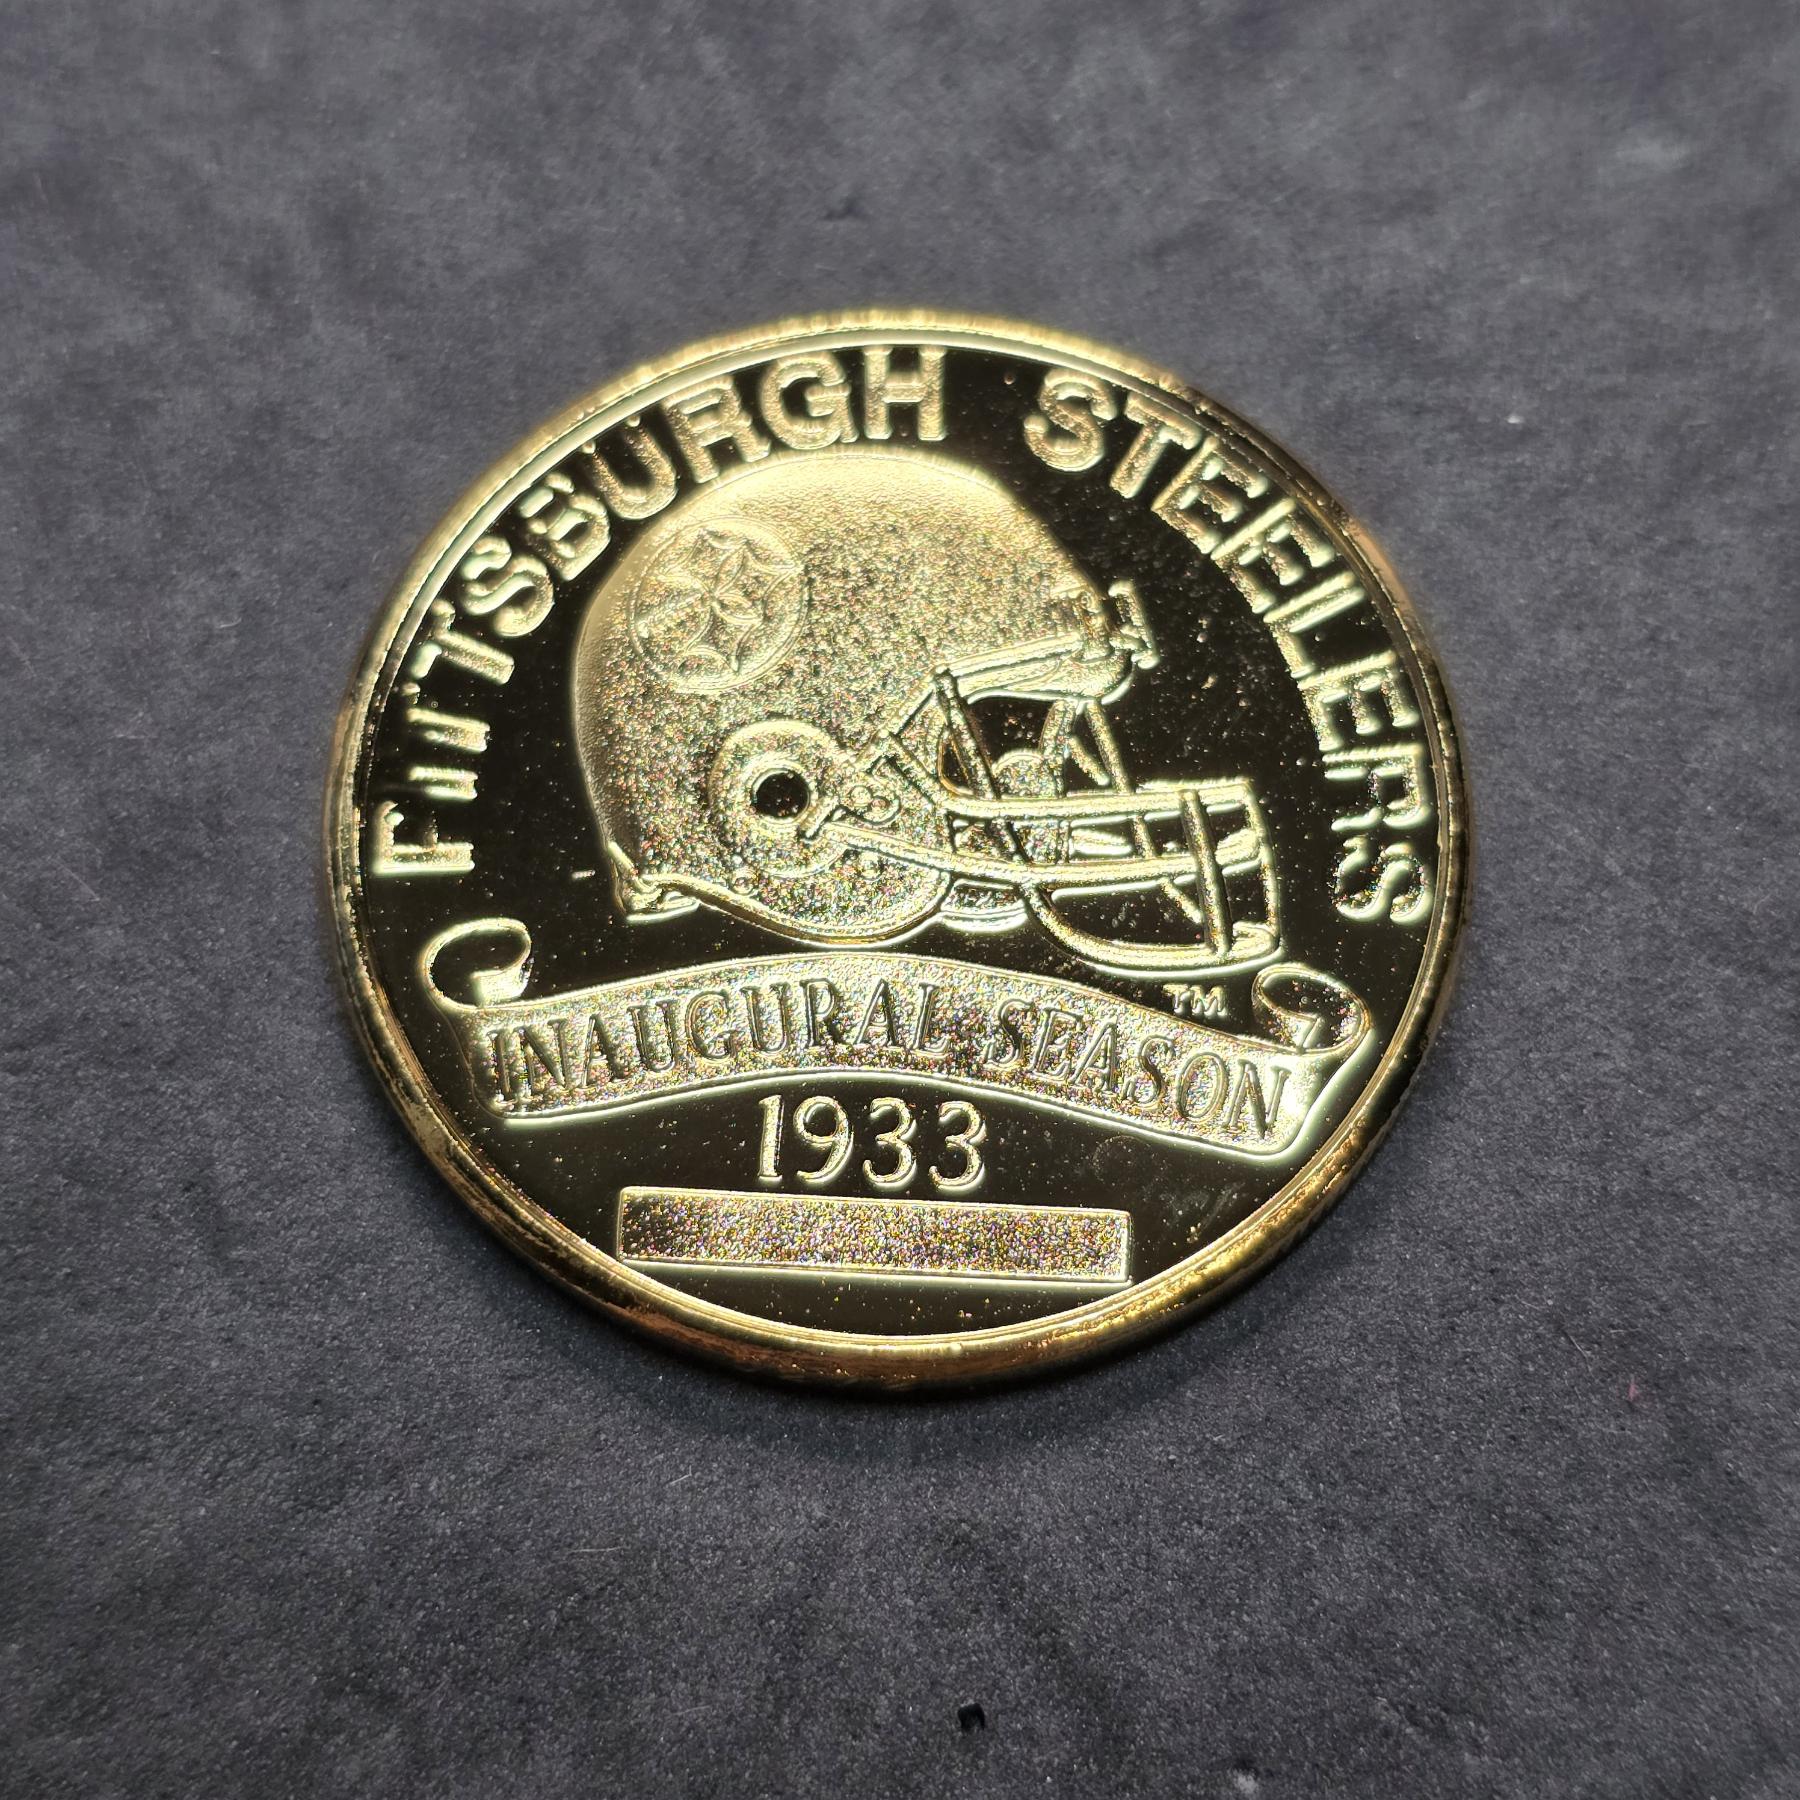 PITTSBURGH STEELERS
TM
INAUGURAL SEASON
1933